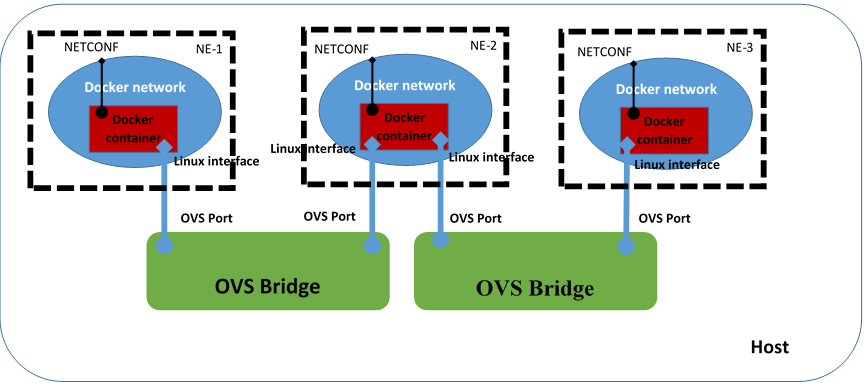 NETCONF
NE-1
Docker network
Docker
container
Linux interface
OVS Port
NETCONF
NE-2
Docker network
Docker
container
Linux interface
Linux interface
OVS Port
OVS Port
NETCONF
NE-3
Docker network
Docker
container
Linux interface
OVS Port
OVS Bridge
OVS Bridge
Host